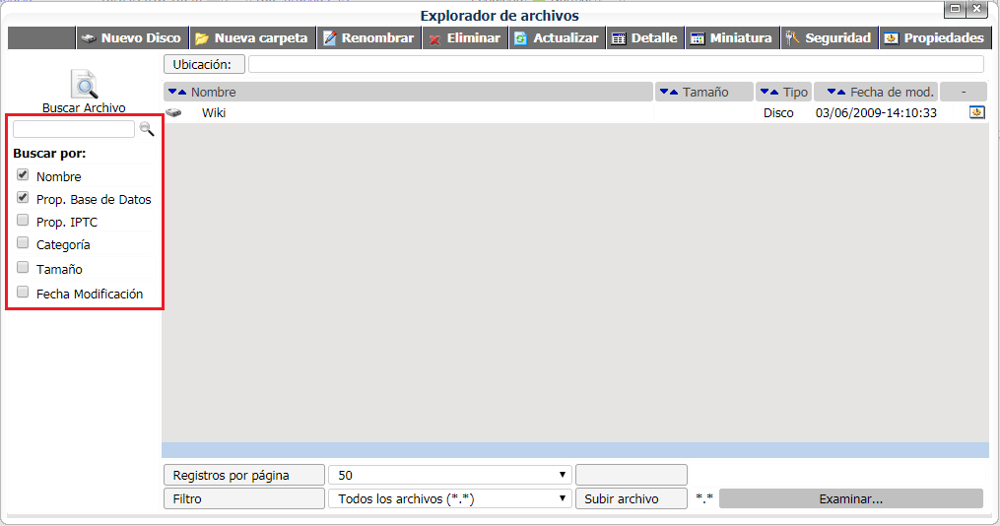 Explorador de archivos
Nuevo Disco Nueva carpeta Renombrar Eliminar Actualizar Detalle Miniatura Seguridad Propiedades
Buscar Archivo
Buscar por:
Nombre
Prop. Base de Datos
Prop. IPTC
Categoría
Tamaño
Fecha Modificación
Ubicación:
Nombre Tamaño Tipo Fecha de mod. -
Wiki Disco 03/06/2009-14:10:33
Registros por página 50
Filtro Todos los archivos (*.*) Subir archivo *.* Examinar...